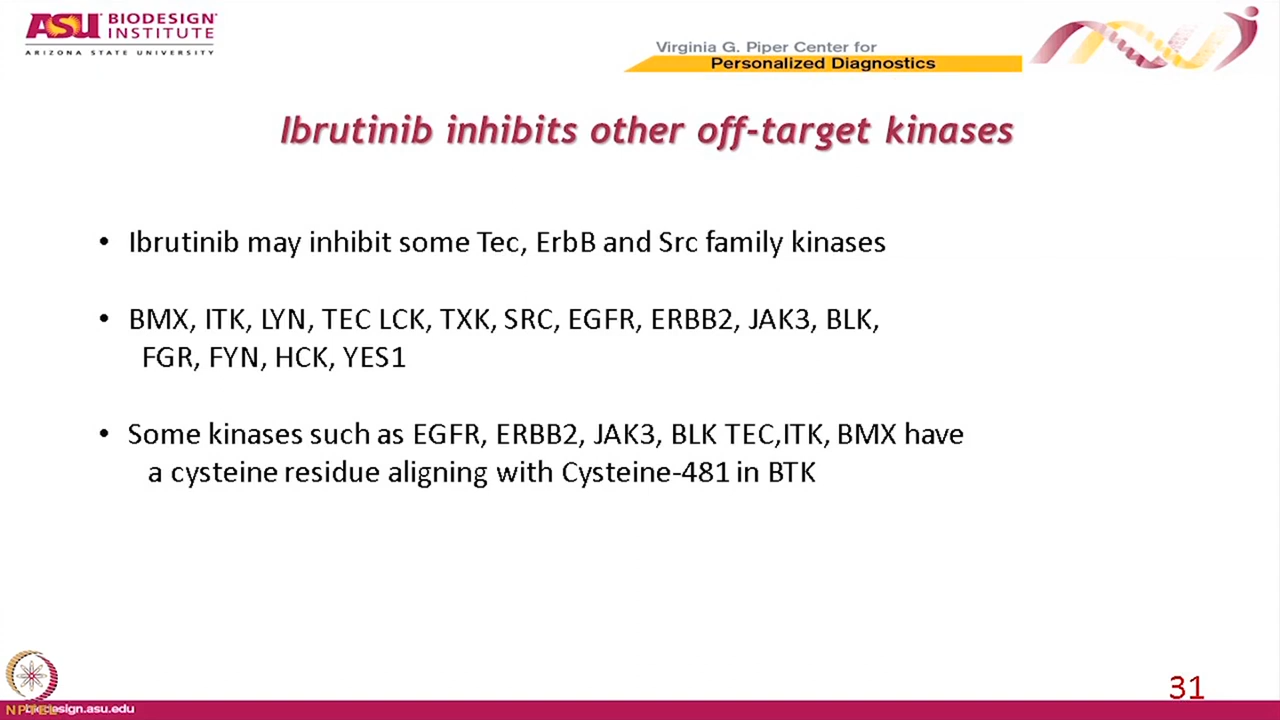 ASU BIODESIGN INSTITUTE
ARIZONA STATE UNIVERSITY
Virginia G. Piper Center for
Personalized Diagnostics
Ibrutinib inhibits other off-target kinases
• Ibrutinib may inhibit some Tec, ErbB and Src family kinases
• BMX, ITK, LYN, TEC LCK, TXK, SRC, EGFR, ERBB2, JAK3, BLK,
FGR, FYN, HCK, YES1
• Some kinases such as EGFR, ERBB2, JAK3, BLK TEC,ITK, BMX have
a cysteine residue aligning with Cysteine-481 in BTK
31
NPTEL
biodesign.asu.edu